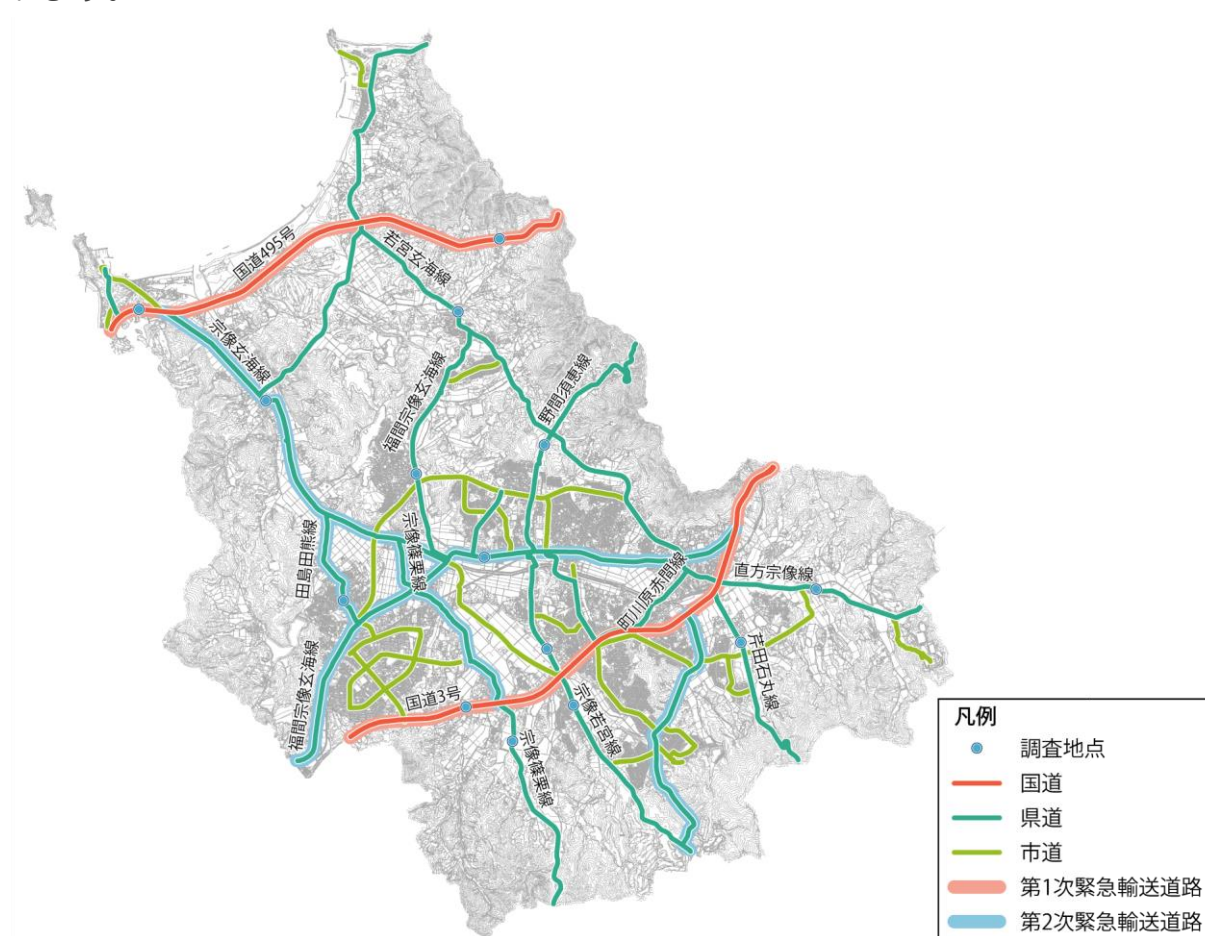 国道495号
若宮玄海線
宗像玄海線
福間宗像玄海線
野間須恵線
宗像篠栗線
田島田熊線
町川原赤間線
直方宗像線
芹田石丸線
福間宗像玄海線
国道3号
宗像若宮線
宗像篠栗線
凡例
調査地点
国道
県道
市道
第1次緊急輸送道路
第2次緊急輸送道路